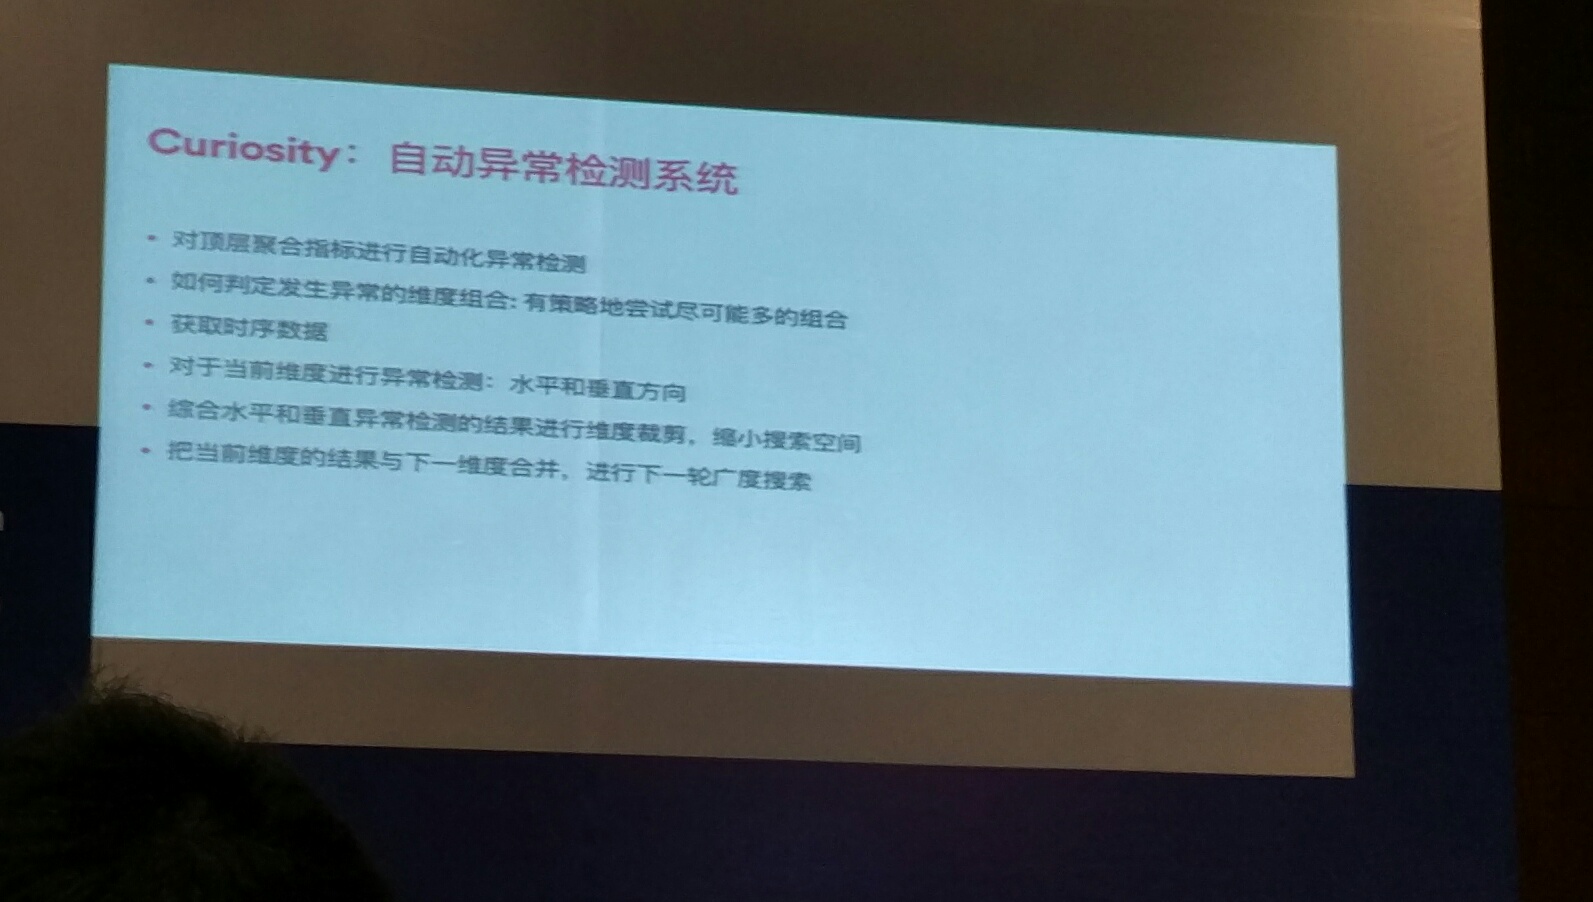 Curiosity：自动异常检测系统
• 对顶层聚合指标进行自动化异常检测
• 如何判定发生异常的维度组合: 有策略地尝试尽可能多的组合
• 获取时序数据
• 对于当前维度进行异常检测：水平和垂直方向
• 综合水平和垂直异常检测的结果进行维度裁剪，缩小搜索空间
• 把当前维度的结果与下一维度合并，进行下一轮广度搜索